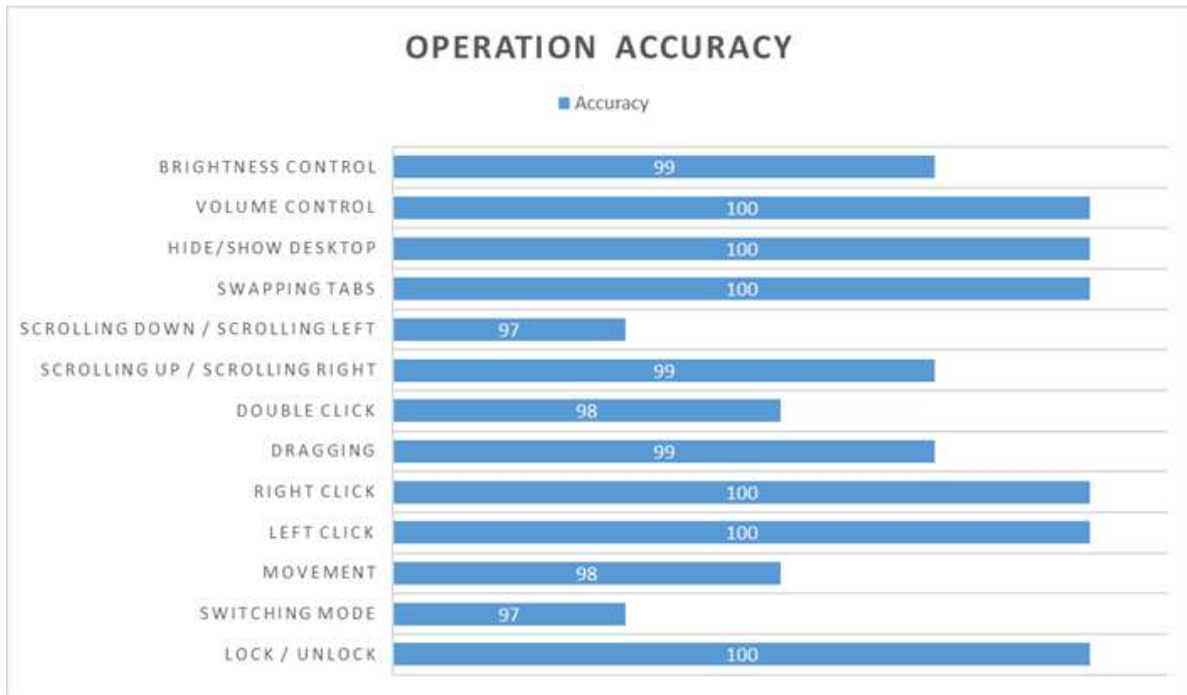 OPERATION ACCURACY
Accuracy
BRIGHTNESS CONTROL 99
VOLUME CONTROL 100
HIDE/SHOW DESKTOP 100
SWAPPING TABS 100
SCROLLING DOWN / SCROLLING LEFT 97
SCROLLING UP / SCROLLING RIGHT 99
DOUBLE CLICK 98
DRAGGING 99
RIGHT CLICK 100
LEFT CLICK 100
MOVEMENT 98
SWITCHING MODE 97
LOCK / UNLOCK 100